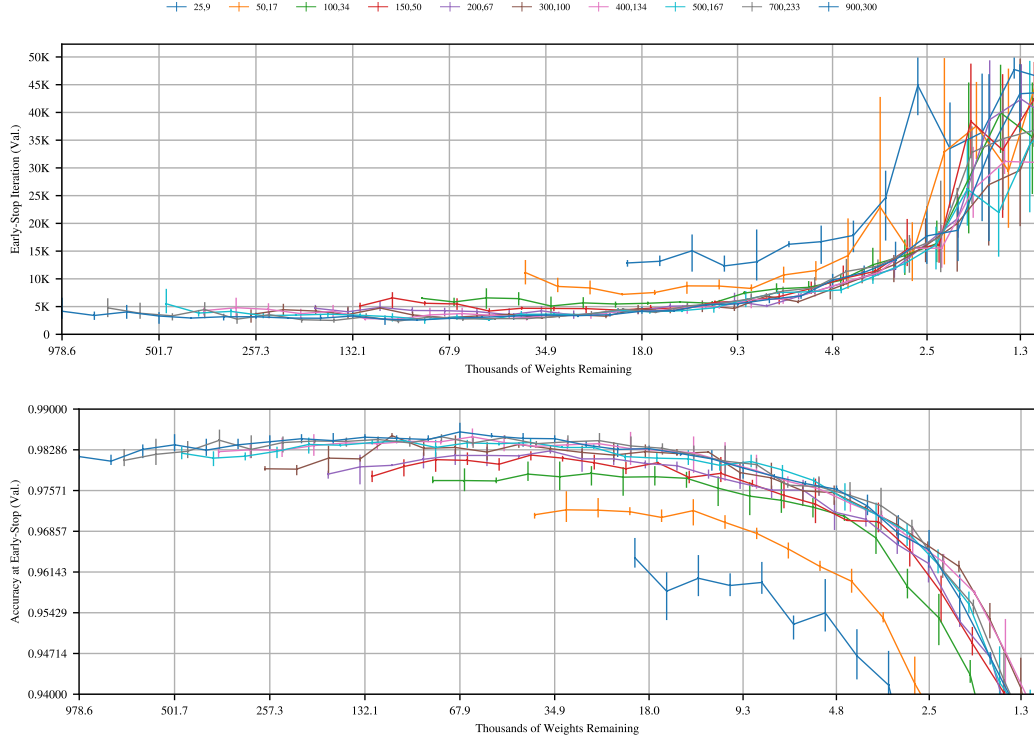 25,9 50,17 100,34 150,50 200,67 300,100 400,134 500,167 700,233 900,300
Early-Stop Iteration (Val.)
50K
45K
40K
35K
30K
25K
20K
15K
10K
5K
0
978.6 501.7 257.3 132.1 67.9 34.9 18.0 9.3 4.8 2.5 1.3
Thousands of Weights Remaining
Accuracy at Early-Stop (Val.)
0.99000
0.98286
0.97571
0.96857
0.96143
0.95429
0.94714
0.94000
978.6 501.7 257.3 132.1 67.9 34.9 18.0 9.3 4.8 2.5 1.3
Thousands of Weights Remaining